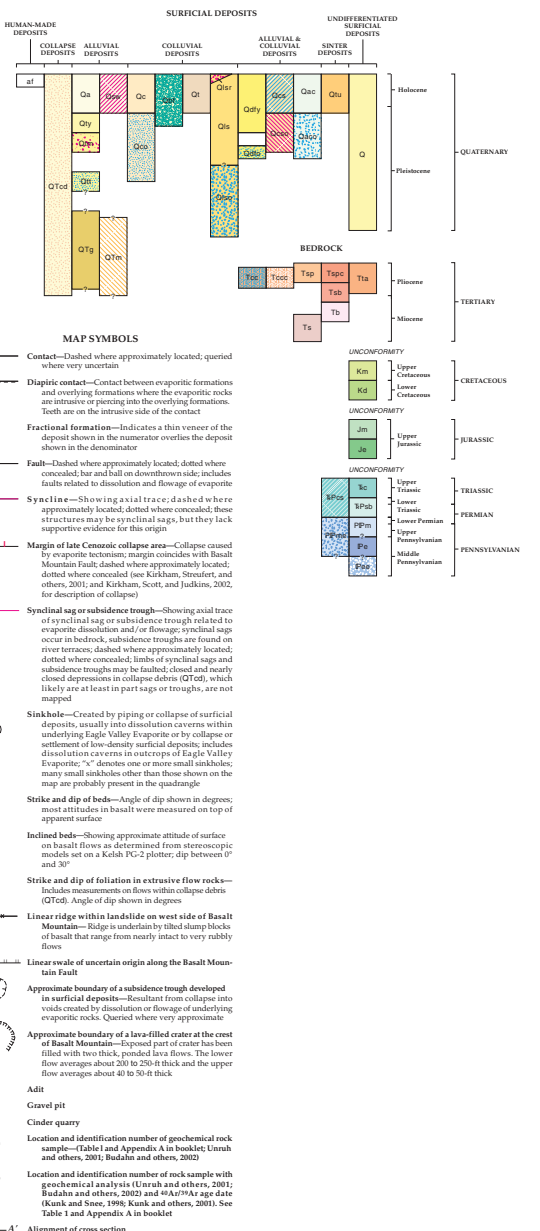 SURFICIAL DEPOSITS
HUMAN-MADE
DEPOSITS
COLLAPSE
DEPOSITS
ALLUVIAL
DEPOSITS
COLLUVIAL
DEPOSITS
ALLUVIAL &
COLLUVIAL
DEPOSITS
SINTER
DEPOSITS
UNDIFFERENTIATED
SURFICIAL
DEPOSITS
af
Qa
Qc
Qt
Qlsr
Qac
Qtu
Qty
Qls
Qdfy
Qco
Q
QTcd
?
?
?
?
QTg
QTm
?
?
Holocene
Pleistocene
QUATERNARY
BEDROCK
Tcc
Tccc
Tsp
Tspc
Tta
Tsb
Tb
Ts
Pliocene
Miocene
TERTIARY
UNCONFORMITY
Km
Kd
Upper
Cretaceous
Lower
Cretaceous
CRETACEOUS
UNCONFORMITY
Jm
Je
Upper
Jurassic
JURASSIC
UNCONFORMITY
Upper
Triassic
Lower
Triassic
Lower Permian
Upper
Pennsylvanian
Middle
Pennsylvanian
TRIASSIC
PERMIAN
PENNSYLVANIAN
MAP SYMBOLS
Contact—Dashed where approximately located; queried
where very uncertain
Diapiric contact—Contact between evaporitic formations
and overlying formations where the evaporitic rocks
are intrusive or piercing into the overlying formations.
Teeth are on the intrusive side of the contact
Fractional formation—Indicates a thin veneer of the
deposit shown in the numerator overlies the deposit
shown in the denominator
Fault—Dashed where approximately located; dotted where
concealed; bar and ball on downthrown side; includes
faults related to dissolution and flowage of evaporite
Syncline—Showing axial trace; dashed where
approximately located; dotted where concealed; these
structures may be synclinal sags, but they lack
supportive evidence for this origin
Margin of late Cenozoic collapse area—Collapse caused
by evaporite tectonism; margin coincides with Basalt
Mountain Fault; dashed where approximately located;
dotted where concealed (see Kirkham, Streufert, and
others, 2001; and Kirkham, Scott, and Judkins, 2002,
for description of collapse)
Synclinal sag or subsidence trough—Showing axial trace
of synclinal sag or subsidence trough related to
evaporite dissolution and/or flowage; synclinal sags
occur in bedrock, subsidence troughs are found on
river terraces; dashed where approximately located;
dotted where concealed; limbs of synclinal sags and
subsidence troughs may be faulted; closed and nearly
closed depressions in collapse debris (QTcd), which
likely are at least in part sags or troughs, are not
mapped
Sinkhole—Created by piping or collapse of surficial
deposits, usually into dissolution caverns within
underlying Eagle Valley Evaporite or by collapse or
settlement of low-density surficial deposits; includes
dissolution caverns in outcrops of Eagle Valley
Evaporite; "x" denotes one or more small sinkholes;
many small sinkholes other than those shown on the
map are probably present in the quadrangle
Strike and dip of beds—Angle of dip shown in degrees;
most attitudes in basalt were measured on top of
apparent surface
Inclined beds—Showing approximate attitude of surface
on basalt flows as determined from stereoscopic
models set on a Kelsh PG-2 plotter; dip between 0°
and 30°
Strike and dip of foliation in extrusive flow rocks—
Includes measurements on flows within collapse debris
(QTcd). Angle of dip shown in degrees
Linear ridge within landslide on west side of Basalt
Mountain— Ridge is underlain by tilted slump blocks
of basalt that range from nearly intact to very rubbly
flows
Linear swale of uncertain origin along the Basalt Moun-
tain Fault
Approximate boundary of a subsidence trough developed
in surficial deposits—Resultant from collapse into
voids created by dissolution or flowage of underlying
evaporitic rocks. Queried where very approximate
Approximate boundary of a lava-filled crater at the crest
of Basalt Mountain—Exposed part of crater has been
filled with two thick, ponded lava flows. The lower
flow averages about 200 to 250-ft thick and the upper
flow averages about 40 to 50-ft thick
Adit
Gravel pit
Cinder quarry
Location and identification number of geochemical rock
sample—(Table1 and Appendix A in booklet; Unruh
and others, 2001; Budahn and others, 2002)
Location and identification number of rock sample with
geochemical analysis (Unruh and others, 2001;
Budahn and others, 2002) and 40Ar/39Ar age date
(Kunk and Snee, 1998; Kunk and others, 2001). See
Table 1 and Appendix A in booklet
A' Alignment of cross section